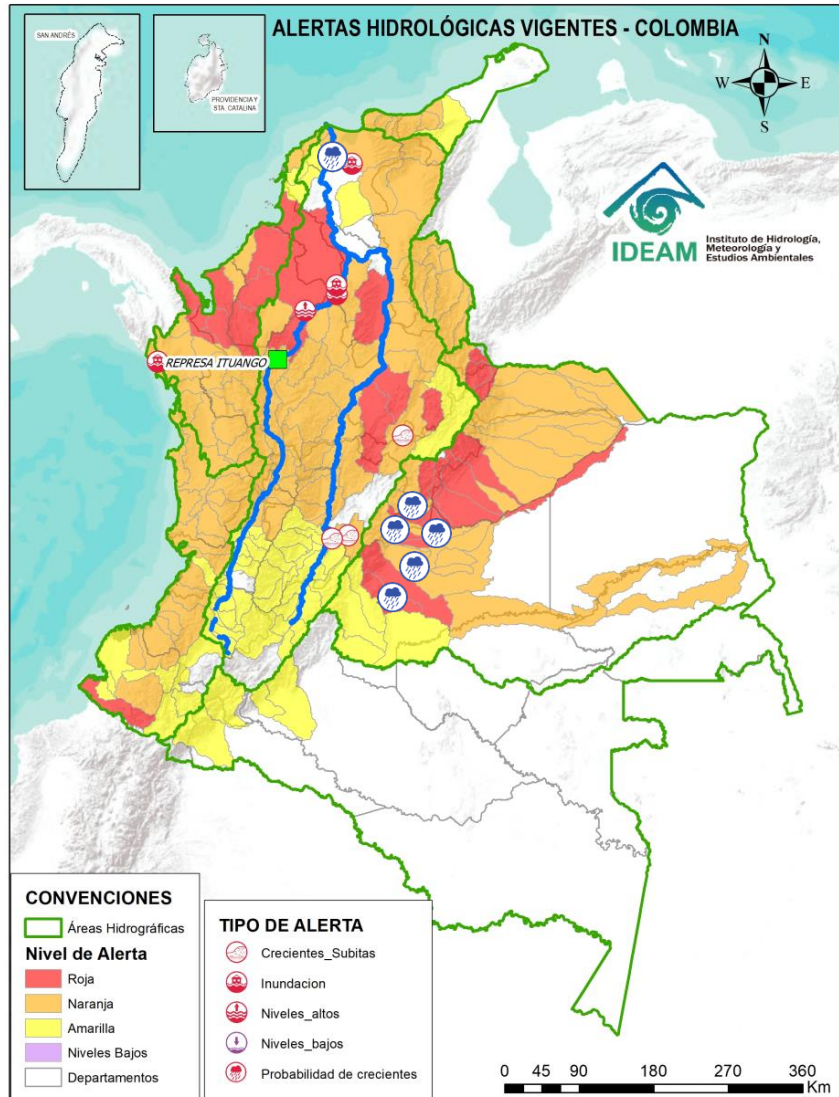 ALERTAS HIDROLÓGICAS VIGENTES - COLOMBIA
SAN ANDRÉS
PROVIDENCIA Y
STA. CATALINA
N
W
E
S
IDEAM
Instituto de Hidrología,
Meteorología y
Estudios Ambientales
REPRESA ITUANGO
CONVENCIONES
Áreas Hidrográficas
Nivel de Alerta
Roja
Naranja
Amarilla
Niveles Bajos
Departamentos
TIPO DE ALERTA
Crecientes_Subitas
Inundacion
Niveles_altos
Niveles_bajos
Probabilidad de crecientes
0 45 90 180 270 360
Km